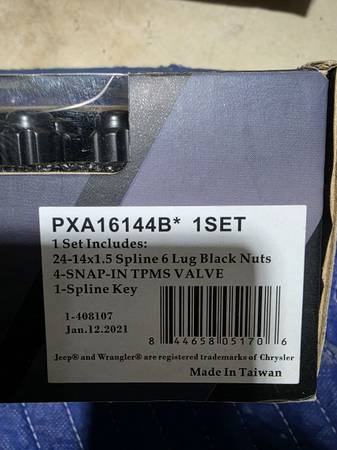 PXA16144B* 1SET
1 Set Includes:
24-14x1.5 Spline 6 Lug Black Nuts
4-SNAP-IN TPMS VALVE
1-Spline Key
1-408107
Jan.12.2021
8 44658 05170 6
Jeep® and Wrangler® are registered trademarks of Chrysler
Made In Taiwan